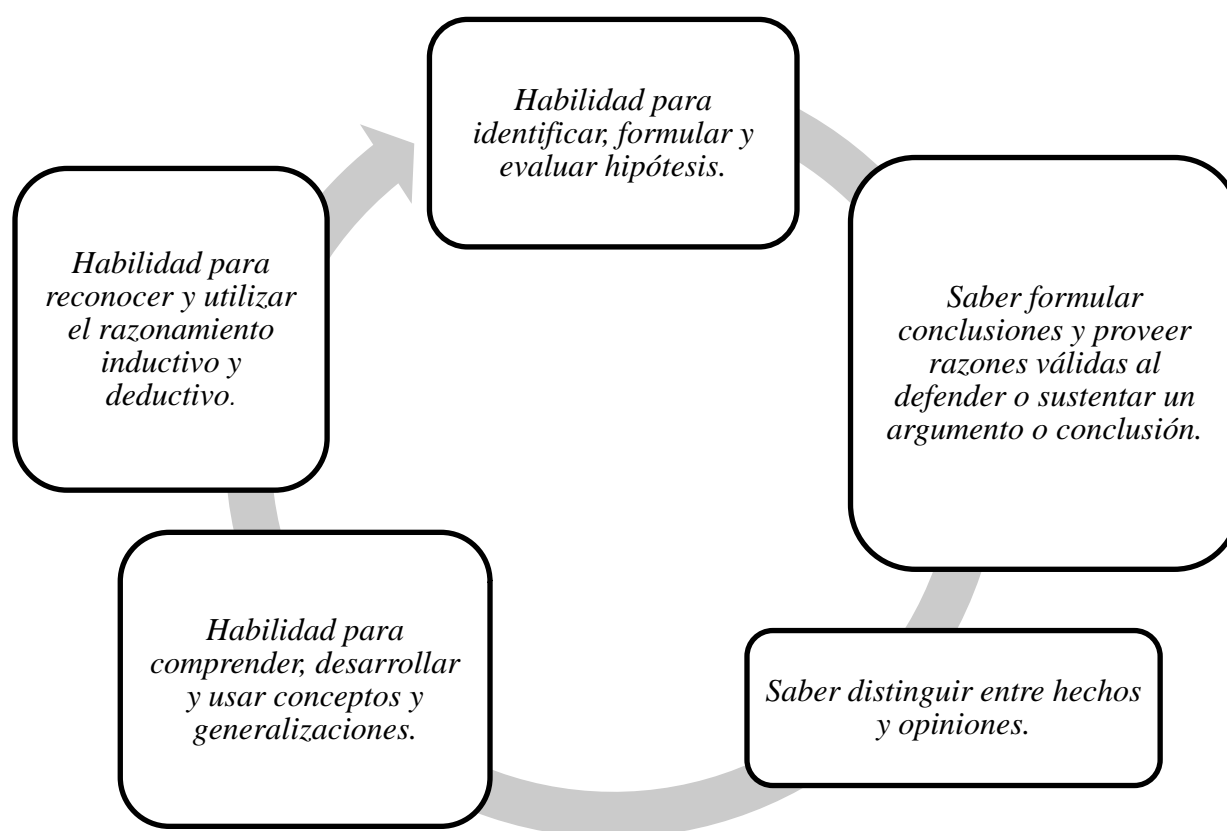 Habilidad para
identificar, formular y
evaluar hipótesis.
Saber formular
conclusiones y proveer
razones válidas al
defender o sustentar un
argumento o conclusión.
Saber distinguir entre hechos
y opiniones.
Habilidad para
comprender, desarrollar
y usar conceptos y
generalizaciones.
Habilidad para
reconocer y utilizar
el razonamiento
inductivo y
deductivo.